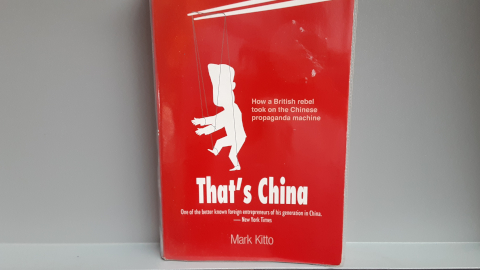 How a British rebel
took on the Chinese
propaganda machine
That's China
One of the better known foreign entrepreneurs of his generation in China.
— New York Times
Mark Kitto